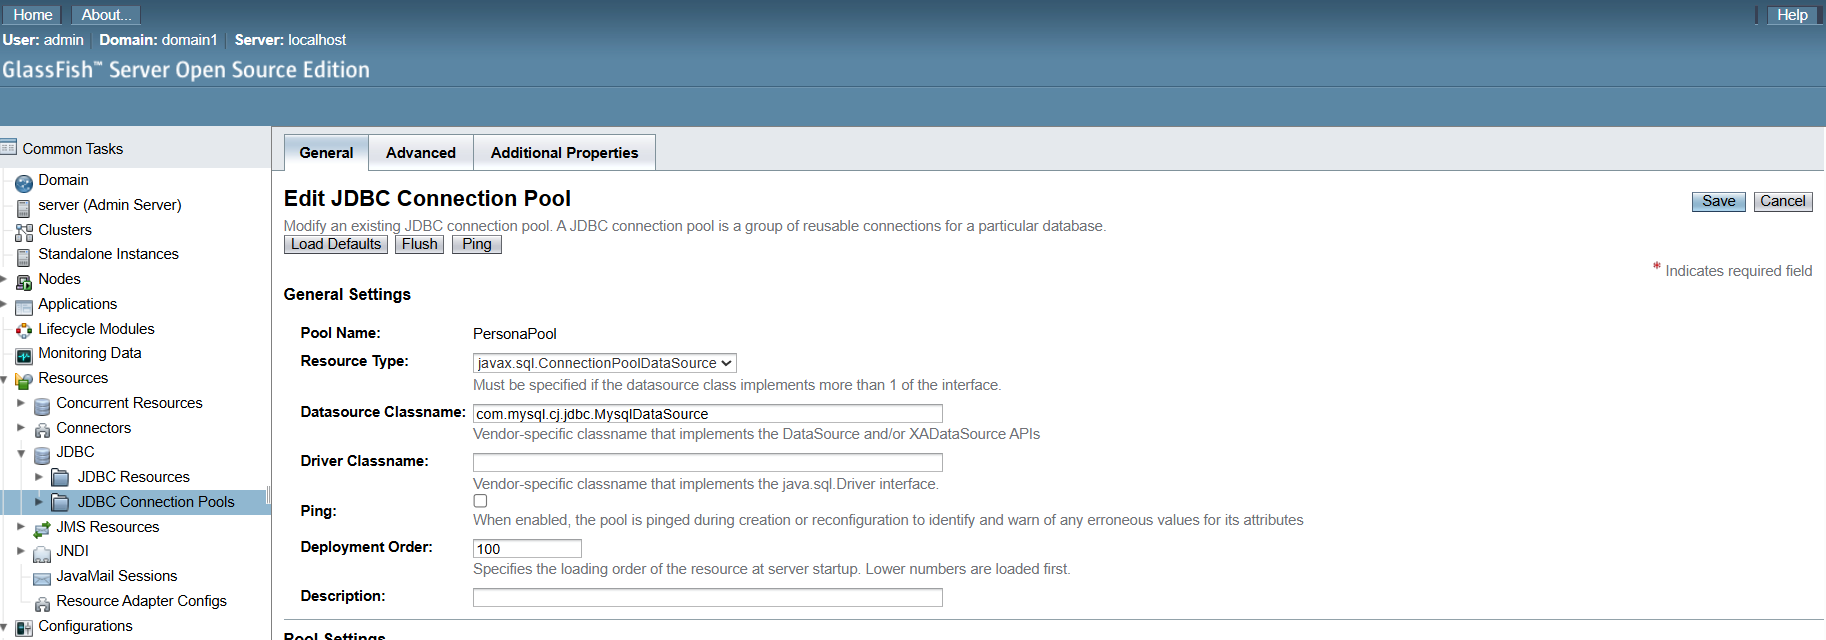 Home About... Help
User: admin Domain: domain1 Server: localhost
GlassFish™ Server Open Source Edition
Common Tasks
Domain
server (Admin Server)
Clusters
Standalone Instances
Nodes
Applications
Lifecycle Modules
Monitoring Data
Resources
Concurrent Resources
Connectors
JDBC
JDBC Resources
JDBC Connection Pools
JMS Resources
JNDI
JavaMail Sessions
Resource Adapter Configs
Configurations
General Advanced Additional Properties
Edit JDBC Connection Pool
Save Cancel
Modify an existing JDBC connection pool. A JDBC connection pool is a group of reusable connections for a particular database.
Load Defaults Flush Ping
* Indicates required field
General Settings
Pool Name: PersonaPool
Resource Type: javax.sql.ConnectionPoolDataSource
Must be specified if the datasource class implements more than 1 of the interface.
Datasource Classname: com.mysql.cj.jdbc.MysqlDataSource
Vendor-specific classname that implements the DataSource and/or XADataSource APIs
Driver Classname:
Vendor-specific classname that implements the java.sql.Driver interface.
Ping:
When enabled, the pool is pinged during creation or reconfiguration to identify and warn of any erroneous values for its attributes
Deployment Order: 100
Specifies the loading order of the resource at server startup. Lower numbers are loaded first.
Description:
Pool Settings